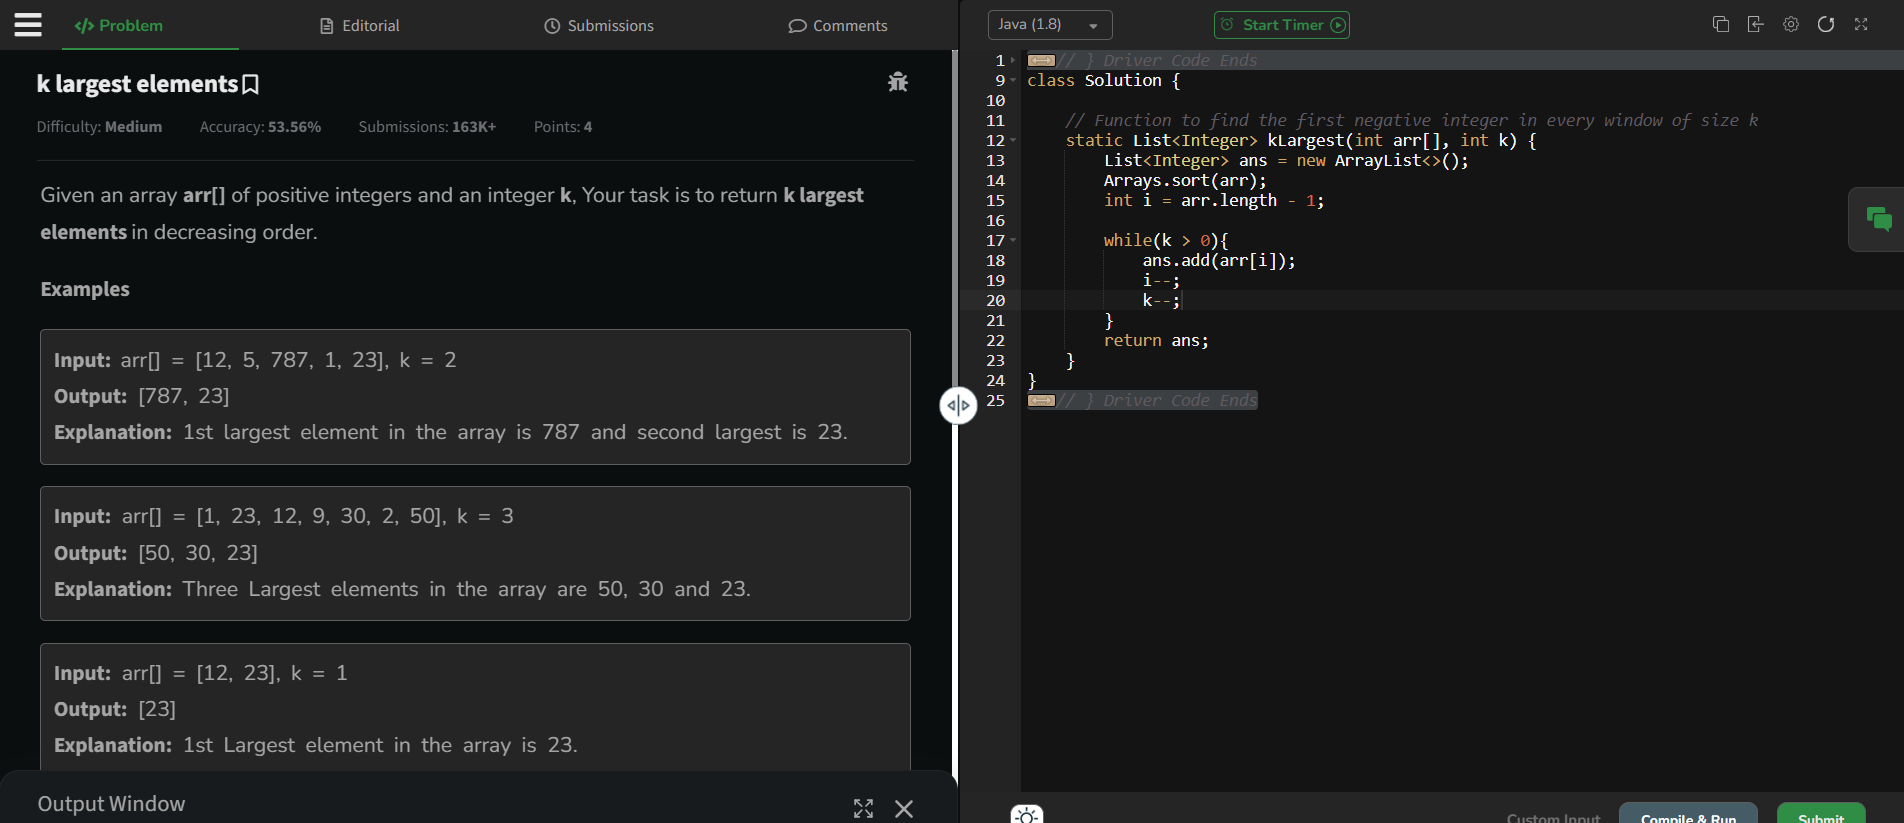 Problem
Editorial
Submissions
Comments
k largest elements
Difficulty: Medium Accuracy: 53.56% Submissions: 163K+ Points: 4
Given an array arr[] of positive integers and an integer k, Your task is to return k largest
elements in decreasing order.
Examples
Input: arr[] = [12, 5, 787, 1, 23], k = 2
Output: [787, 23]
Explanation: 1st largest element in the array is 787 and second largest is 23.
Input: arr[] = [1, 23, 12, 9, 30, 2, 50], k = 3
Output: [50, 30, 23]
Explanation: Three Largest elements in the array are 50, 30 and 23.
Input: arr[] = [12, 23], k = 1
Output: [23]
Explanation: 1st Largest element in the array is 23.
Output Window
Java (1.8)
Start Timer
1 // } Driver Code Ends
9 class Solution {
10
11 // Function to find the first negative integer in every window of size k
12 static List<Integer> kLargest(int arr[], int k) {
13 List<Integer> ans = new ArrayList<>();
14 Arrays.sort(arr);
15 int i = arr.length - 1;
16
17 while(k > 0){
18 ans.add(arr[i]);
19 i--;
20 k--;
21 }
22 return ans;
23 }
24 }
25 // } Driver Code Ends
Custom Input
Compile & Run
Submit